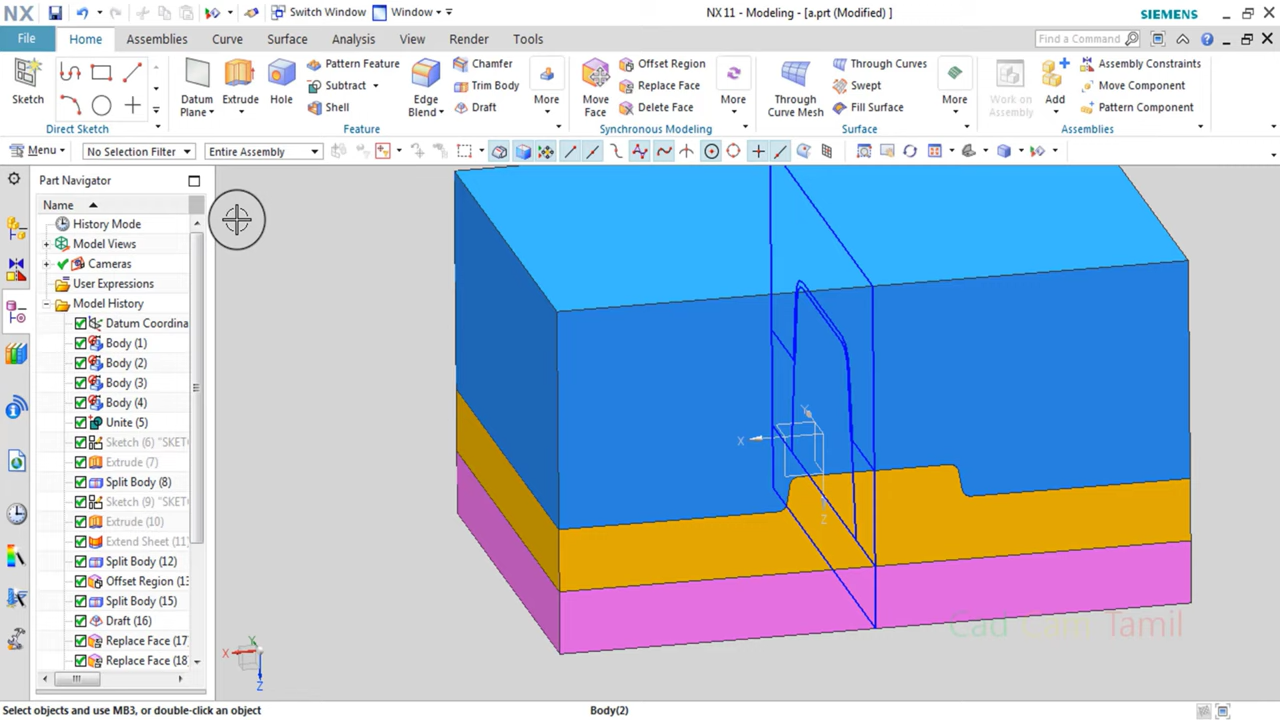 NX
Switch Window
Window
NX 11 - Modeling - [a.prt (Modified) ]
SIEMENS
File
Home
Assemblies
Curve
Surface
Analysis
View
Render
Tools
Find a Command
Sketch
Direct Sketch
Datum Plane
Extrude
Hole
Pattern Feature
Subtract
Shell
Edge Blend
Chamfer
Trim Body
Draft
More
Feature
Move Face
Offset Region
Replace Face
Delete Face
More
Synchronous Modeling
Through Curve Mesh
Through Curves
Swept
Fill Surface
More
Surface
Work on Assembly
Add
Assembly Constraints
Move Component
Pattern Component
Assemblies
Menu
No Selection Filter
Entire Assembly
Part Navigator
Name
History Mode
Model Views
Cameras
User Expressions
Model History
Datum Coordina
Body (1)
Body (2)
Body (3)
Body (4)
Unite (5)
Sketch (6) "SKET
Extrude (7)
Split Body (8)
Sketch (9) "SKET
Extrude (10)
Extend Sheet (11)
Split Body (12)
Offset Region (13
Split Body (15)
Draft (16)
Replace Face (17)
Replace Face (18)
Y
X
Z
Y
X
Z
Cad Cam Tamil
Select objects and use MB3, or double-click an object
Body(2)